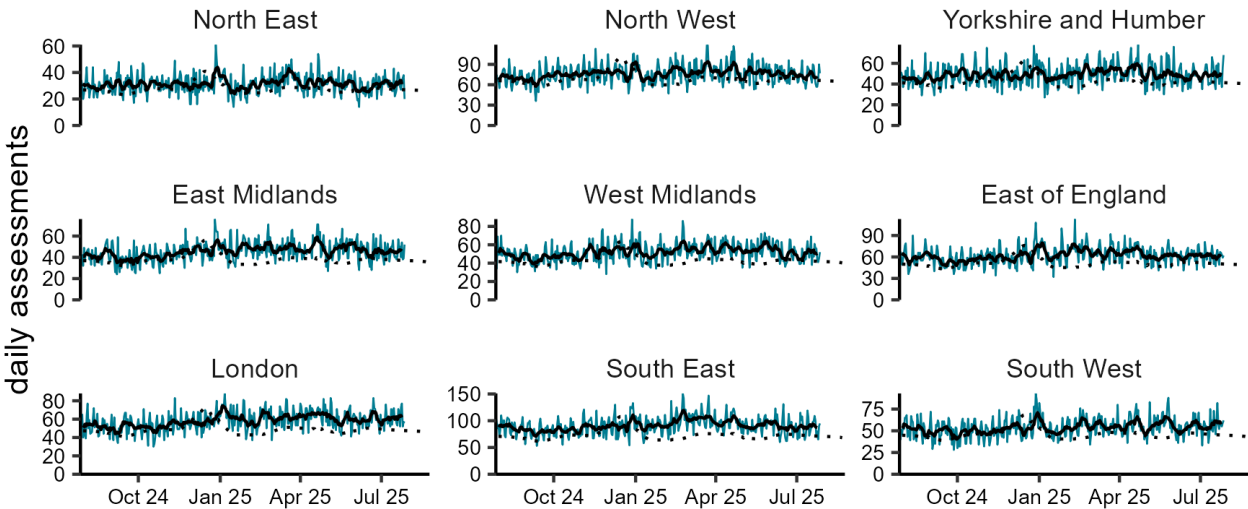 daily assessments
North East
60
40
20
0
North West
90
60
30
0
Yorkshire and Humber
60
40
20
0
East Midlands
60
40
20
0
West Midlands
80
60
40
20
0
East of England
90
60
30
0
London
80
60
40
20
0
Oct 24 Jan 25 Apr 25 Jul 25
South East
150
100
50
0
Oct 24 Jan 25 Apr 25 Jul 25
South West
75
50
25
0
Oct 24 Jan 25 Apr 25 Jul 25